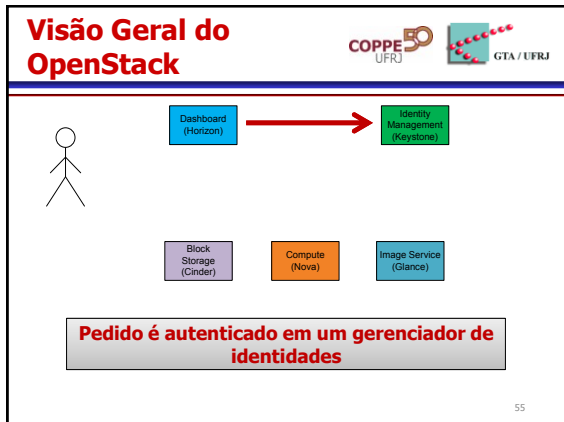 Visão Geral do
OpenStack
COPPE 50
UFRJ
GTA / UFRJ
Dashboard
(Horizon)
Identity
Management
(Keystone)
Block
Storage
(Cinder)
Compute
(Nova)
Image Service
(Glance)
Pedido é autenticado em um gerenciador de
identidades
55